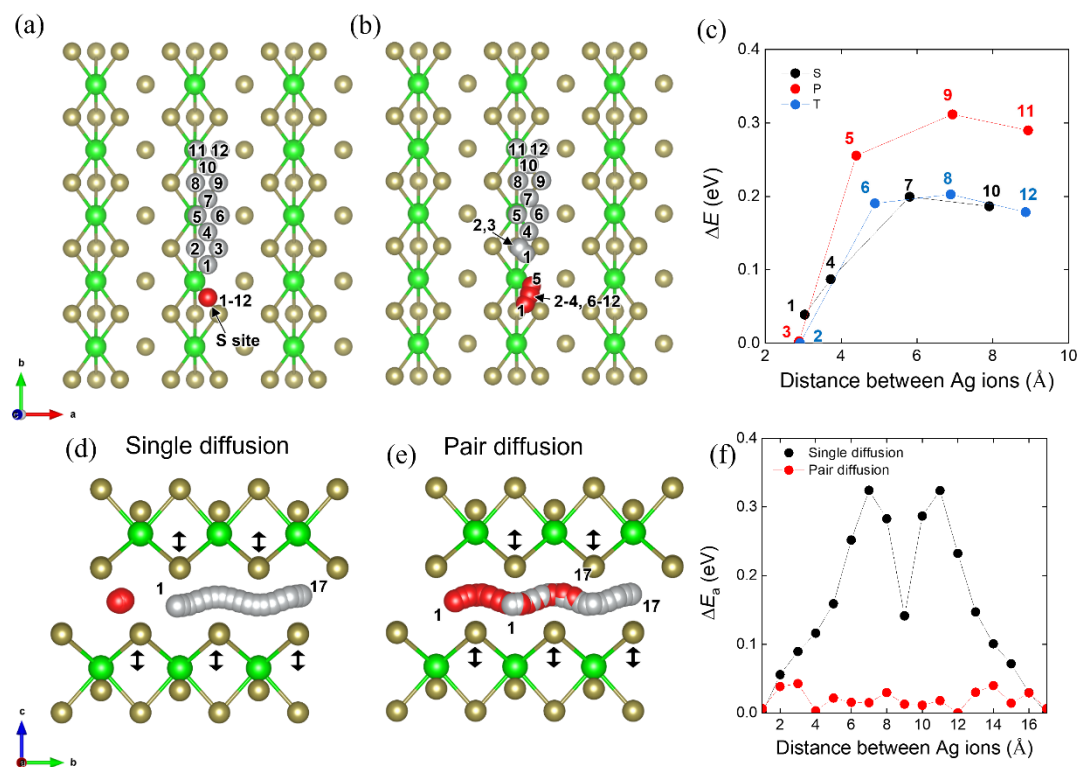 (a)
11 12
10
8 9
7
5 6
4
2 3
1
1-12
S site
b
a
(b)
11 12
10
8 9
7
5 6
4
2,3
1
5
2-4, 6-12
1
(c)
0.4
0.3
0.2
0.1
0.0
ΔE (eV)
S
P
T
1
3
2
4
5
6
7
9
8
10
11
12
2 4 6 8 10
Distance between Ag ions (Å)
(d)
Single diffusion
1
17
c
b
(e)
Pair diffusion
17
1
1
17
(f)
0.4
0.3
0.2
0.1
0.0
ΔEa (eV)
Single diffusion
Pair diffusion
2 4 6 8 10 12 14 16
Distance between Ag ions (Å)